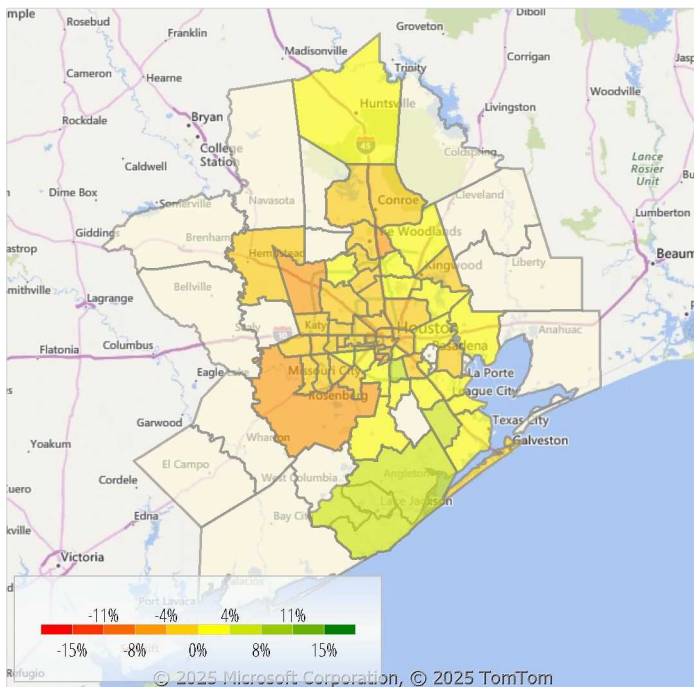 mple
Rosebud
Franklin
Groveton
Diboll
Madisonville
Corrigan
Cameron
Hearne
Trinity
Jasp
Rockdale
Bryan
Huntsville
Livingston
Woodville
College
Station
45
Caldwell
Coldspring
Lance
Rosier
Unit
Dime Box
Somerville
Navasota
Cleveland
Lumberton
Giddings
Brenham
Conroe
The Woodlands
astrop
Hempstead
Kingwood
Liberty
Beaum
mithville
Bellville
Lagrange
Sealy
Katy
Houston
Anahuac
Flatonia
Columbus
Pasadena
Eagle Lake
Missouri City
La Porte
League City
Rosenberg
Garwood
Texas City
Yoakum
Wharton
Galveston
El Campo
West Columbia
Angleton
Cuero
Cordele
Lake Jackson
Edna
Bay City
Victoria
Palacios
Port Lavaca
-11% -4% 4% 11%
-15% -8% 0% 8% 15%
Refugio
© 2025 Microsoft Corporation, © 2025 TomTom